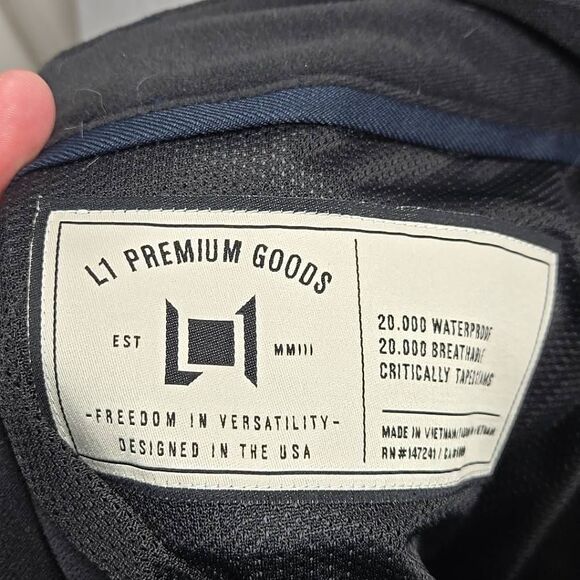 L1 PREMIUM GOODS
EST MMIII
-FREEDOM IN VERSATILITY-
DESIGNED IN THE USA
20.000 WATERPROOF
20.000 BREATHABLE
CRITICALLY TAPED SEAMS
MADE IN VIETNAM
RN#147241 /